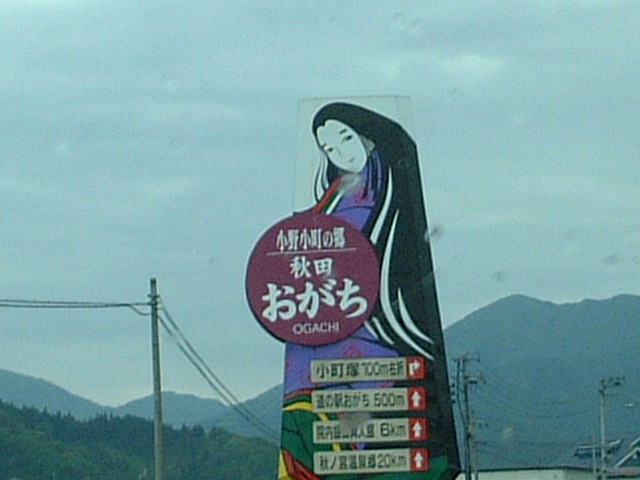 小野小町の郷
秋田
おがち
OGACHI
小町塚 100m右折
道の駅おがち 500m
院内銀山異人館 6km
秋ノ宮温泉郷 20km